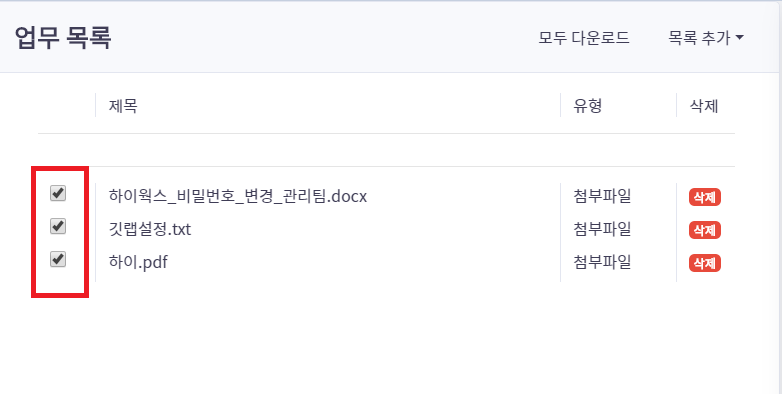 업무 목록 모두 다운로드 목록 추가
제목 유형 삭제
하이웍스_비밀번호_변경_관리팀.docx 첨부파일 삭제
깃랩설정.txt 첨부파일 삭제
하이.pdf 첨부파일 삭제